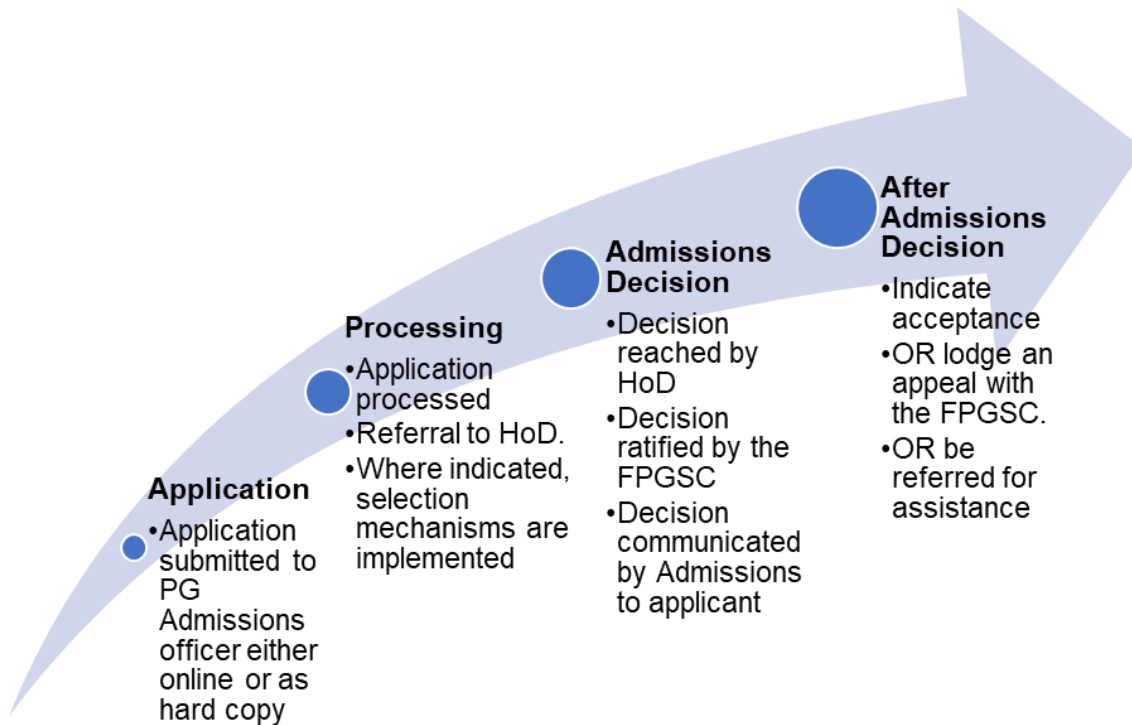 Application
•Application
submitted to
PG
Admissions
officer either
online or as
hard copy
Processing
•Application
processed
•Referral to HoD.
•Where indicated,
selection
mechanisms are
implemented
Admissions
Decision
•Decision
reached by
HoD
•Decision
ratified by the
FPGSC
•Decision
communicated
by Admissions
to applicant
After
Admissions
Decision
•Indicate
acceptance
•OR lodge an
appeal with
the FPGSC.
•OR be
referred for
assistance